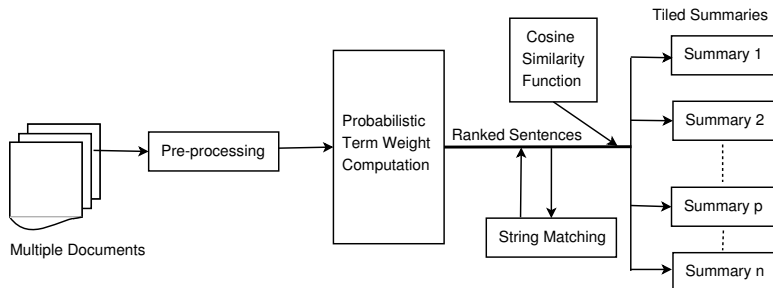 Tiled Summaries
Cosine
Similarity
Function
Summary 1
Probabilistic
Term Weight
Computation
Ranked Sentences
Summary 2
Pre-processing
Summary p
String Matching
Multiple Documents
Summary n